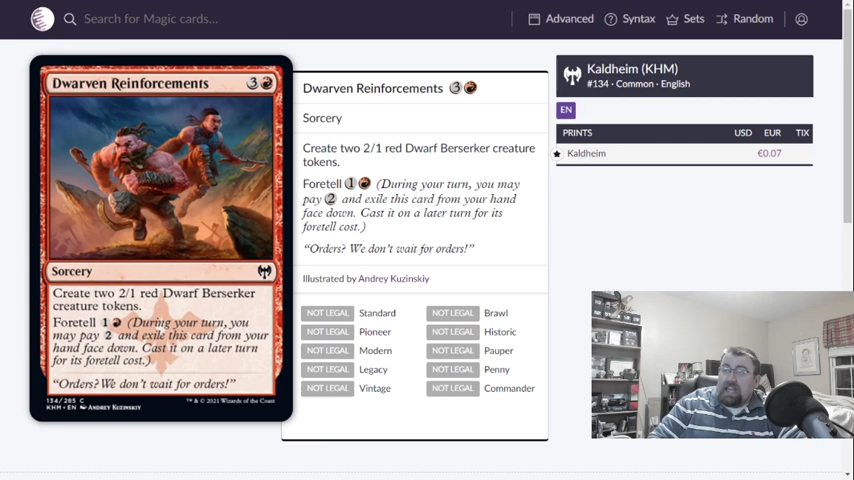 Search for Magic cards...
Advanced
Syntax
Sets
Random
Dwarven Reinforcements 3
Sorcery
Create two 2/1 red Dwarf Berserker
creature tokens.
Foretell 1 (During your turn, you
may pay 2 and exile this card from your
hand face down. Cast it on a later turn
for its foretell cost.)
“Orders? We don't wait for orders!”
134/285 C
KHM • EN ANDREY KUZINSKIY
™ & © 2021 Wizards of the Coast
Dwarven Reinforcements 3
Sorcery
Create two 2/1 red Dwarf Berserker creature
tokens.
Foretell 1 (During your turn, you may
pay 2 and exile this card from your hand
face down. Cast it on a later turn for its
foretell cost.)
“Orders? We don't wait for orders!”
Illustrated by Andrey Kuzinskiy
NOT LEGAL Standard NOT LEGAL Brawl
NOT LEGAL Pioneer NOT LEGAL Historic
NOT LEGAL Modern NOT LEGAL Pauper
NOT LEGAL Legacy NOT LEGAL Penny
NOT LEGAL Vintage NOT LEGAL Commander
Kaldheim (KHM)
#134 · Common · English
EN
PRINTS USD EUR TIX
Kaldheim €0.07